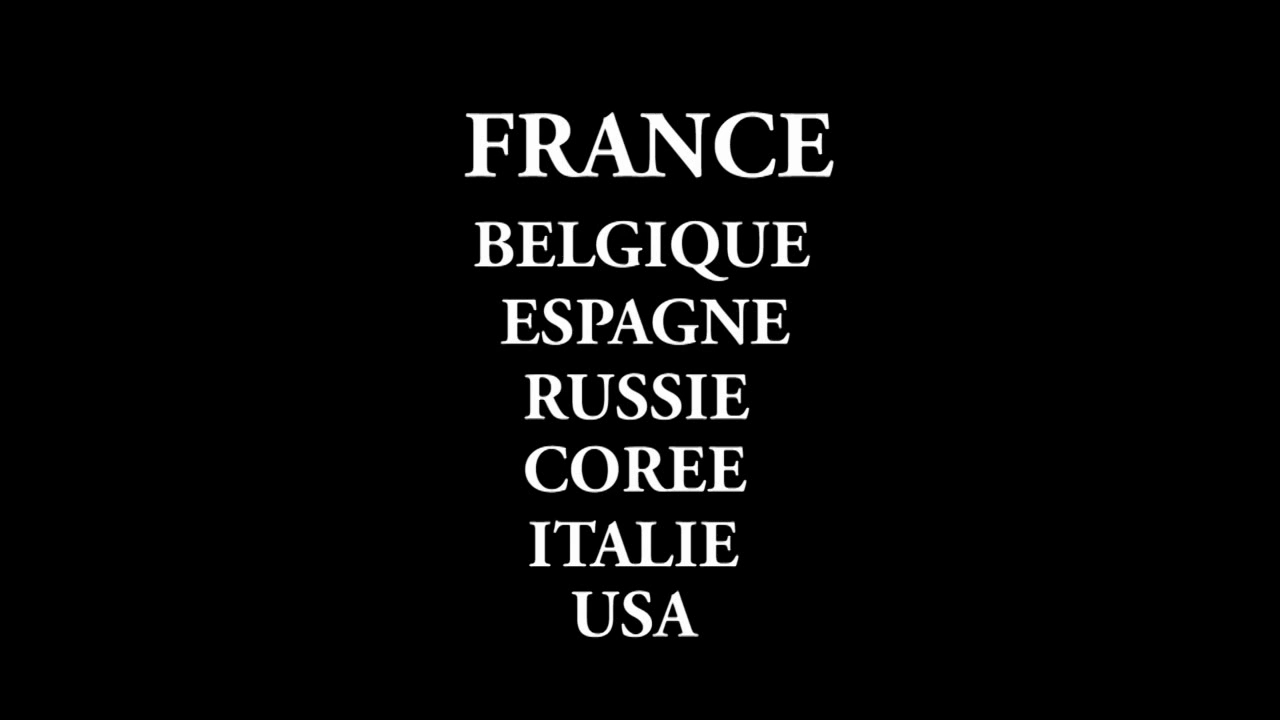 FRANCE
BELGIQUE
ESPAGNE
RUSSIE
COREE
ITALIE
USA